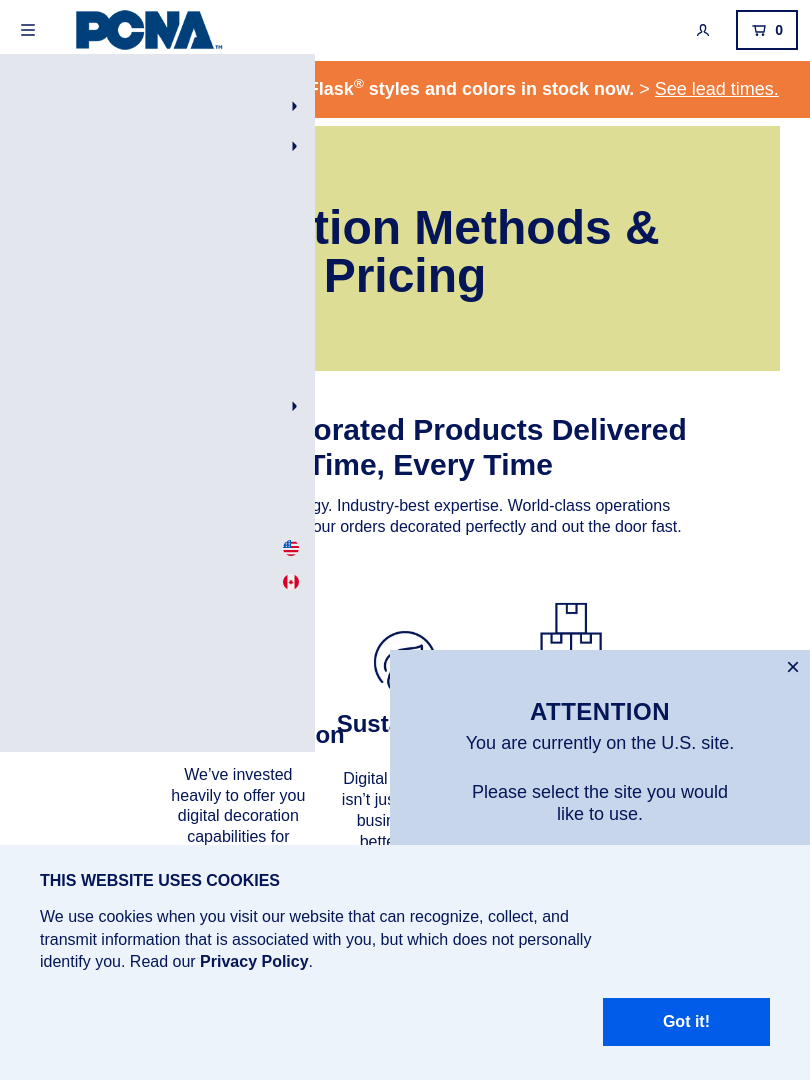 PCNA™
0
Flask® styles and colors in stock now. > See lead times.
tion Methods &
Pricing
orated Products Delivered
Time, Every Time
gy. Industry-best expertise. World-class operations
our orders decorated perfectly and out the door fast.
on
We've invested
heavily to offer you
digital decoration
capabilities for
Digital
isn't
ATTENTION
You are currently on the U.S. site.
Please select the site you would
like to use.
THIS WEBSITE USES COOKIES
We use cookies when you visit our website that can recognize, collect, and
transmit information that is associated with you, but which does not personally
identify you. Read our Privacy Policy.
Got it!